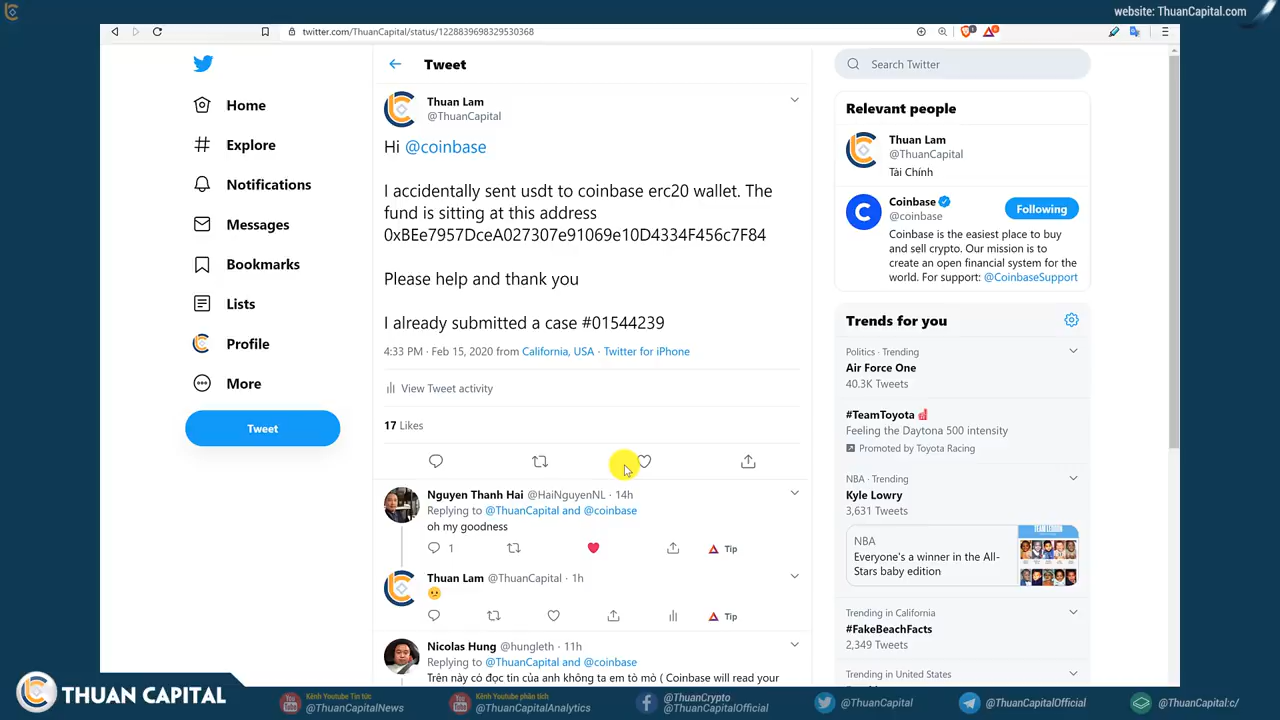 website: ThuanCapital.com
twitter.com/ThuanCapital/status/1228839698329530368
Home
Explore
Notifications
Messages
Bookmarks
Lists
Profile
More
Tweet
Tweet
Thuan Lam
@ThuanCapital
Hi @coinbase
I accidentally sent usdt to coinbase erc20 wallet. The
fund is sitting at this address
0xBEe7957DceA027307e91069e10D4334F456c7F84
Please help and thank you
I already submitted a case #01544239
4:33 PM · Feb 15, 2020 from California, USA · Twitter for iPhone
View Tweet activity
17 Likes
Nguyen Thanh Hai @HaiNguyenNL · 14h
Replying to @ThuanCapital and @coinbase
oh my goodness
1
Tip
Thuan Lam @ThuanCapital · 1h
Tip
Nicolas Hung @hungleth · 11h
Replying to @ThuanCapital and @coinbase
Trên này có đọc tin của anh không ta em tò mò ( Coinbase will read your
Search Twitter
Relevant people
Thuan Lam
@ThuanCapital
Tài Chính
Coinbase
@coinbase
Following
Coinbase is the easiest place to buy
and sell crypto. Our mission is to
create an open financial system for the
world. For support: @CoinbaseSupport
Trends for you
Politics · Trending
Air Force One
40.3K Tweets
#TeamToyota
Feeling the Daytona 500 intensity
Promoted by Toyota Racing
NBA · Trending
Kyle Lowry
3,631 Tweets
NBA
Everyone's a winner in the All-
Stars baby edition
Trending in California
#FakeBeachFacts
2,349 Tweets
Trending in United States
THUAN CAPITAL
Kênh Youtube Tin tức
@ThuanCapitalNews
Kênh Youtube phân tích
@ThuanCapitalAnalytics
@ThuanCrypto
@ThuanCapitalOfficial
@ThuanCapital
@ThuanCapitalOfficial
@ThuanCapital:c/